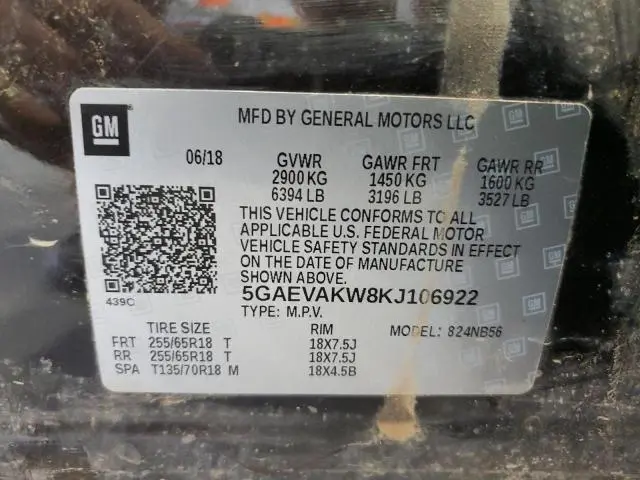 GM
MFD BY GENERAL MOTORS LLC
06/18 GVWR GAWR FRT GAWR RR
2900 KG 1450 KG 1600 KG
6394 LB 3196 LB 3527 LB
THIS VEHICLE CONFORMS TO ALL
APPLICABLE U.S. FEDERAL MOTOR
VEHICLE SAFETY STANDARDS IN EFFECT
ON THE DATE OF MANUFACTURE
SHOWN ABOVE.
439C 5GAEVAKW8KJ106922
TYPE: M.P.V.
TIRE SIZE RIM MODEL: 824NB56
FRT 255/65R18 T 18X7.5J
RR 255/65R18 T 18X7.5J
SPA T135/70R18 M 18X4.5B